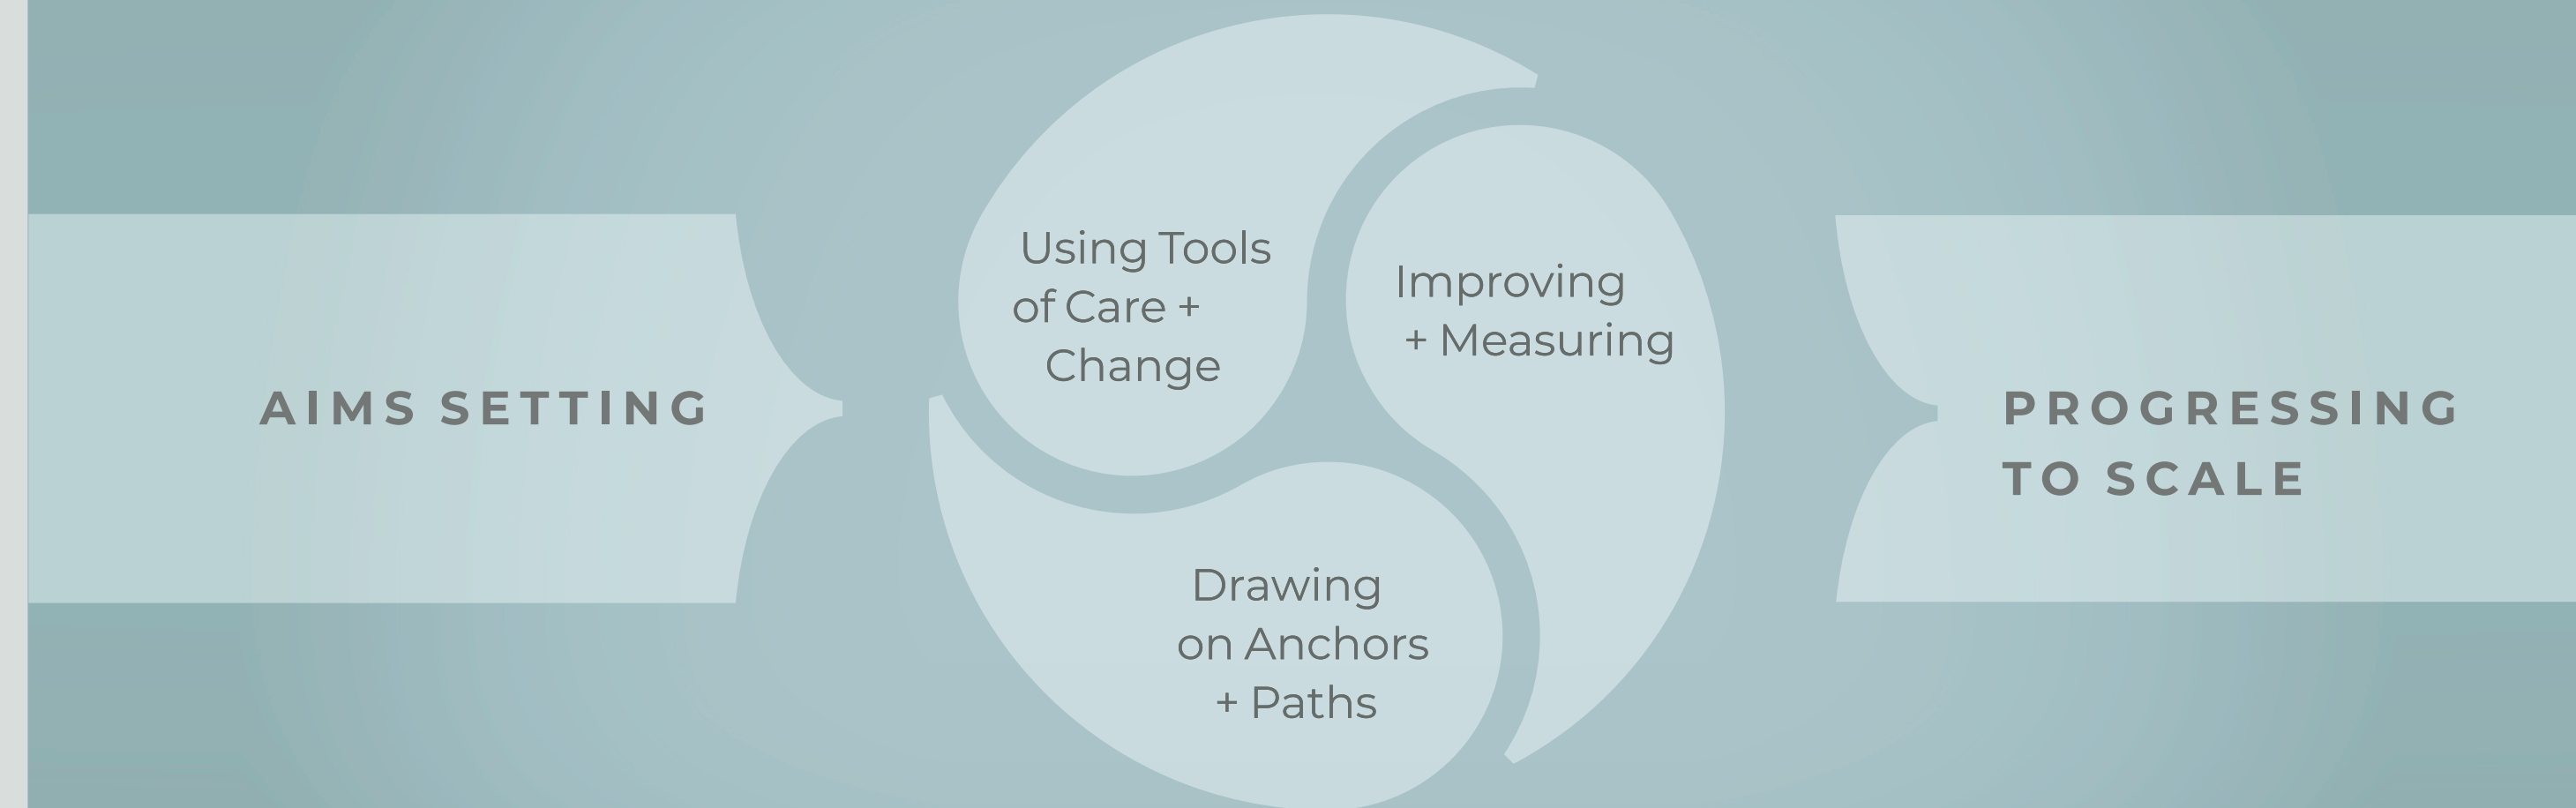 AIMS SETTING
Using Tools
of Care +
Change
Improving
+ Measuring
Drawing
on Anchors
+ Paths
PROGRESSING
TO SCALE